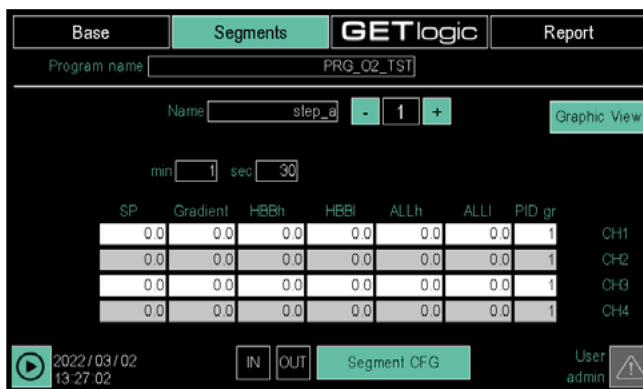 Base Segments GETlogic Report
Program name PRG_O2_TST
Name step_a - 1 +
Graphic View
min 1 sec 30
SP Gradient HBBh HBBl ALLh ALLl PID gr
0.0 0.0 0.0 0.0 0.0 0.0 1 CH1
0.0 0.0 0.0 0.0 0.0 0.0 1 CH2
0.0 0.0 0.0 0.0 0.0 0.0 1 CH3
0.0 0.0 0.0 0.0 0.0 0.0 1 CH4
2022/03/02 IN OUT Segment CFG User
13:27:02 admin